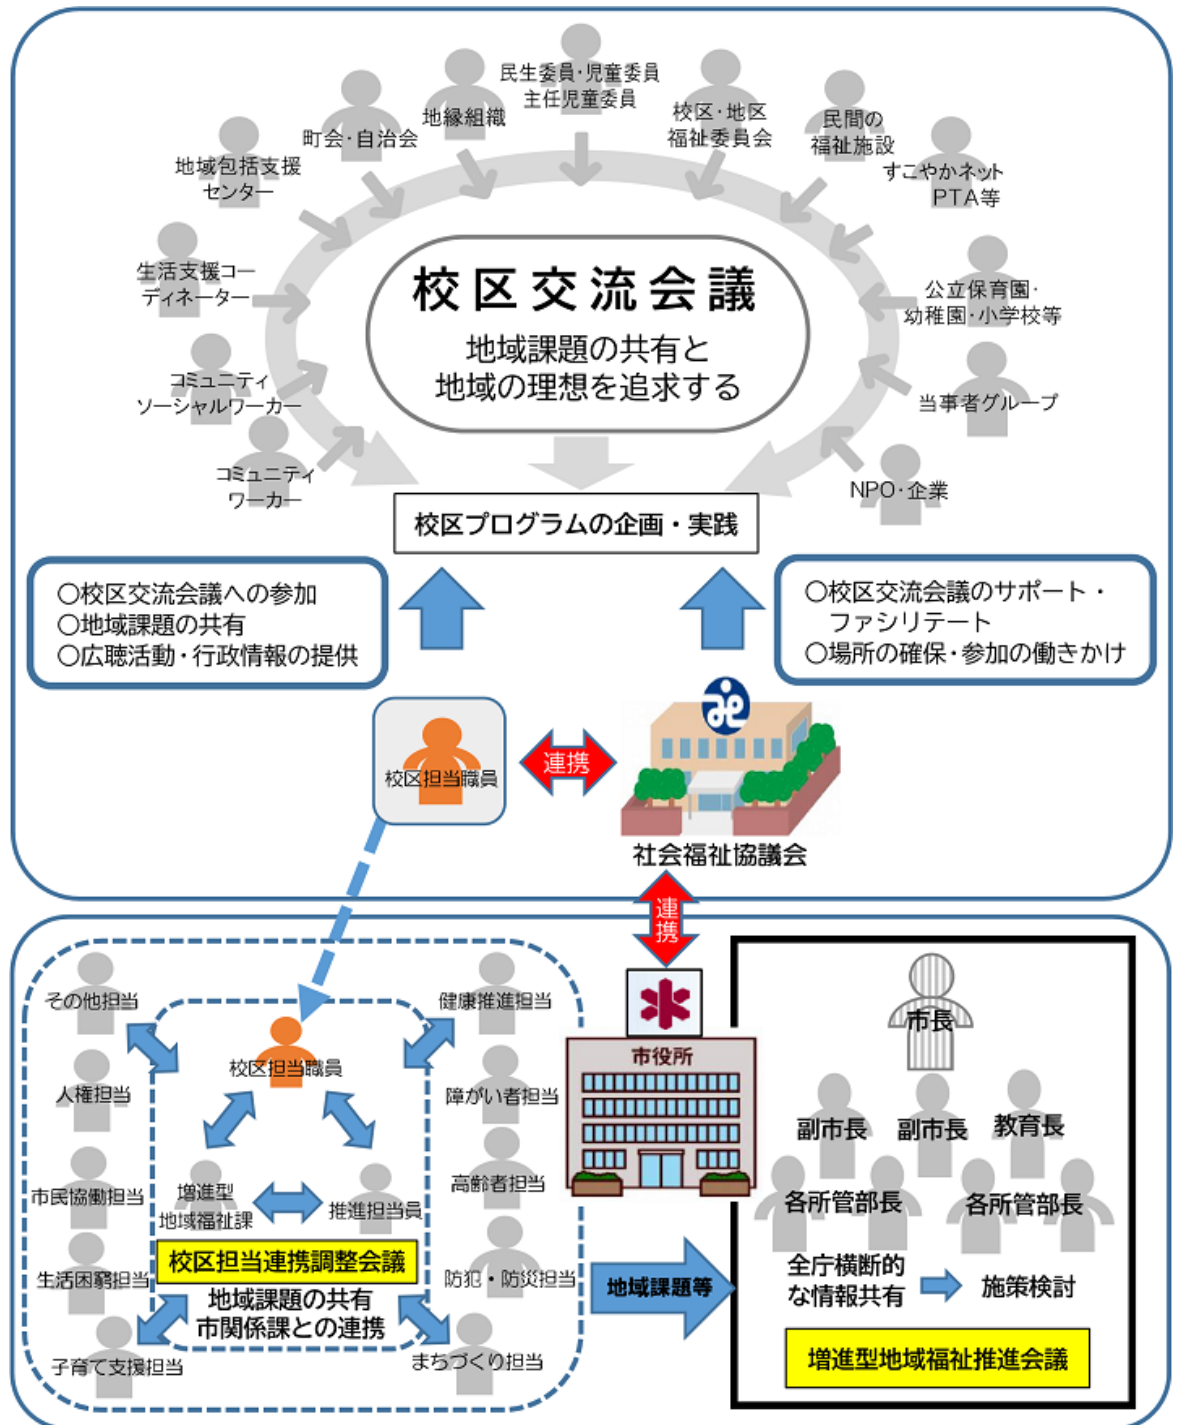 民生委員・児童委員
主任児童委員
地縁組織
校区・地区
福祉委員会
町会・自治会
民間の
福祉施設
地域包括支援
センター
すこやかネット
PTA等
生活支援コー
ディネーター
公立保育園・
幼稚園・小学校等
コミュニティ
ソーシャルワーカー
当事者グループ
コミュニティ
ワーカー
NPO・企業
校区交流会議
地域課題の共有と
地域の理想を追求する
校区プログラムの企画・実践
〇校区交流会議への参加
〇地域課題の共有
〇広聴活動・行政情報の提供
〇校区交流会議のサポート・
ファシリテート
〇場所の確保・参加の働きかけ
校区担当職員
連携
社会福祉協議会
連携
その他担当
健康推進担当
校区担当職員
人権担当
障がい者担当
市民協働担当
高齢者担当
増進型
地域福祉課
推進担当員
生活困窮担当
防犯・防災担当
校区担当連携調整会議
地域課題の共有
市関係課との連携
子育て支援担当
まちづくり担当
市役所
地域課題等
市長
副市長
副市長
教育長
各所管部長
各所管部長
全庁横断的
な情報共有
施策検討
増進型地域福祉推進会議